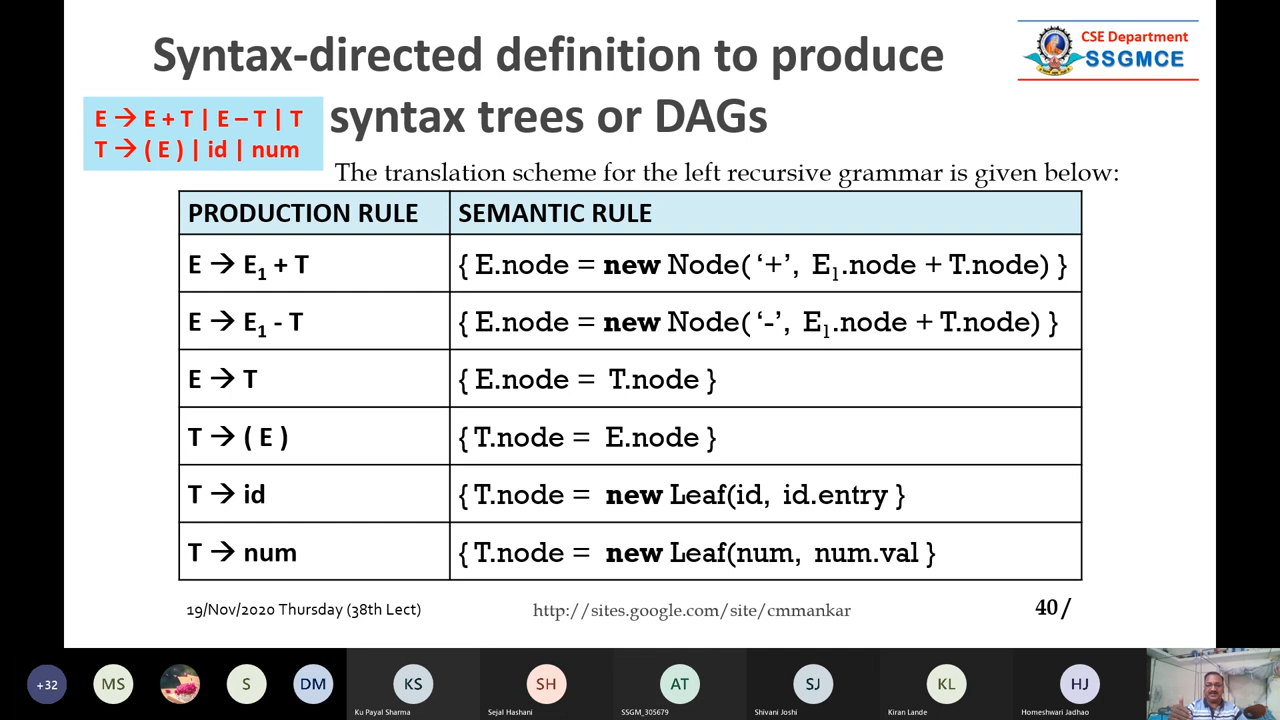 Syntax-directed definition to produce
syntax trees or DAGs
CSE Department
SSGMCE
E → E + T | E – T | T
T → ( E ) | id | num
The translation scheme for the left recursive grammar is given below:
PRODUCTION RULE SEMANTIC RULE
E → E₁ + T { E.node = new Node( ‘+’, E₁.node + T.node) }
E → E₁ - T { E.node = new Node( ‘-’, E₁.node + T.node) }
E → T { E.node = T.node }
T → ( E ) { T.node = E.node }
T → id { T.node = new Leaf(id, id.entry }
T → num { T.node = new Leaf(num, num.val }
19/Nov/2020 Thursday (38th Lect) http://sites.google.com/site/cmmankar 40/
+32 MS S DM KS SH AT SJ KL HJ
Ku Payal Sharma Sejal Hashani SSGM_305679 Shivani Joshi Kiran Lande Homeshwari Jadhao